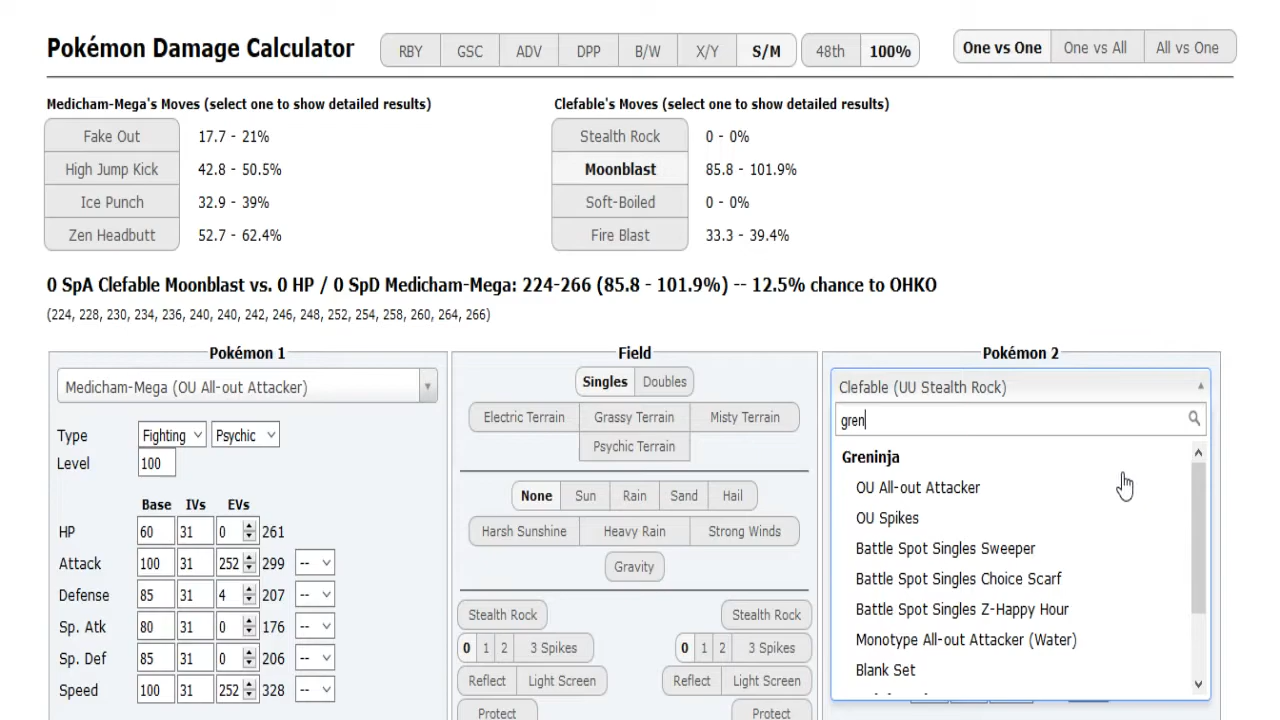 Pokémon Damage Calculator
RBY GSC ADV DPP B/W X/Y S/M 48th 100% One vs One One vs All All vs One
Medicham-Mega's Moves (select one to show detailed results)
Fake Out 17.7 - 21%
High Jump Kick 42.8 - 50.5%
Ice Punch 32.9 - 39%
Zen Headbutt 52.7 - 62.4%
Clefable's Moves (select one to show detailed results)
Stealth Rock 0 - 0%
Moonblast 85.8 - 101.9%
Soft-Boiled 0 - 0%
Fire Blast 33.3 - 39.4%
0 SpA Clefable Moonblast vs. 0 HP / 0 SpD Medicham-Mega: 224-266 (85.8 - 101.9%) -- 12.5% chance to OHKO
(224, 228, 230, 234, 236, 240, 240, 242, 246, 248, 252, 254, 258, 260, 264, 266)
Pokémon 1
Medicham-Mega (OU All-out Attacker)
Type Fighting Psychic
Level 100
Base IVs EVs
HP 60 31 0 261
Attack 100 31 252 299 --
Defense 85 31 4 207 --
Sp. Atk 80 31 0 176 --
Sp. Def 85 31 0 206 --
Speed 100 31 252 328 --
Field
Singles Doubles
Electric Terrain Grassy Terrain Misty Terrain
Psychic Terrain
None Sun Rain Sand Hail
Harsh Sunshine Heavy Rain Strong Winds
Gravity
Stealth Rock Stealth Rock
0 1 2 3 Spikes 0 1 2 3 Spikes
Reflect Light Screen Reflect Light Screen
Protect Protect
Pokémon 2
Clefable (UU Stealth Rock)
gren
Greninja
OU All-out Attacker
OU Spikes
Battle Spot Singles Sweeper
Battle Spot Singles Choice Scarf
Battle Spot Singles Z-Happy Hour
Monotype All-out Attacker (Water)
Blank Set